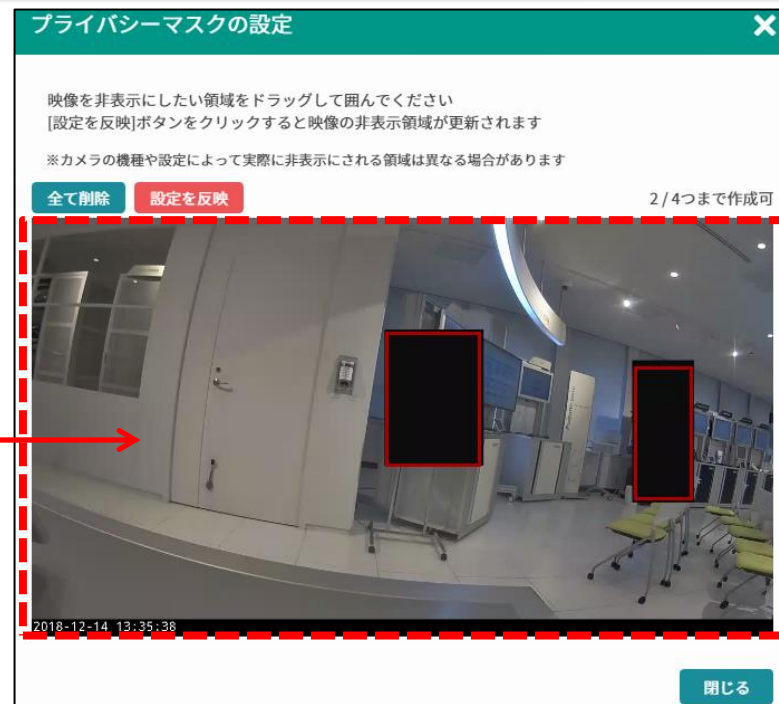 プライバシーマスクの設定
映像を非表示にしたい領域をドラッグして囲んでください
[設定を反映]ボタンをクリックすると映像の非表示領域が更新されます
※カメラの機種や設定によって実際に非表示にされる領域は異なる場合があります
全て削除 設定を反映 2/4つまで作成可
2018-12-14 13:35:38
閉じる